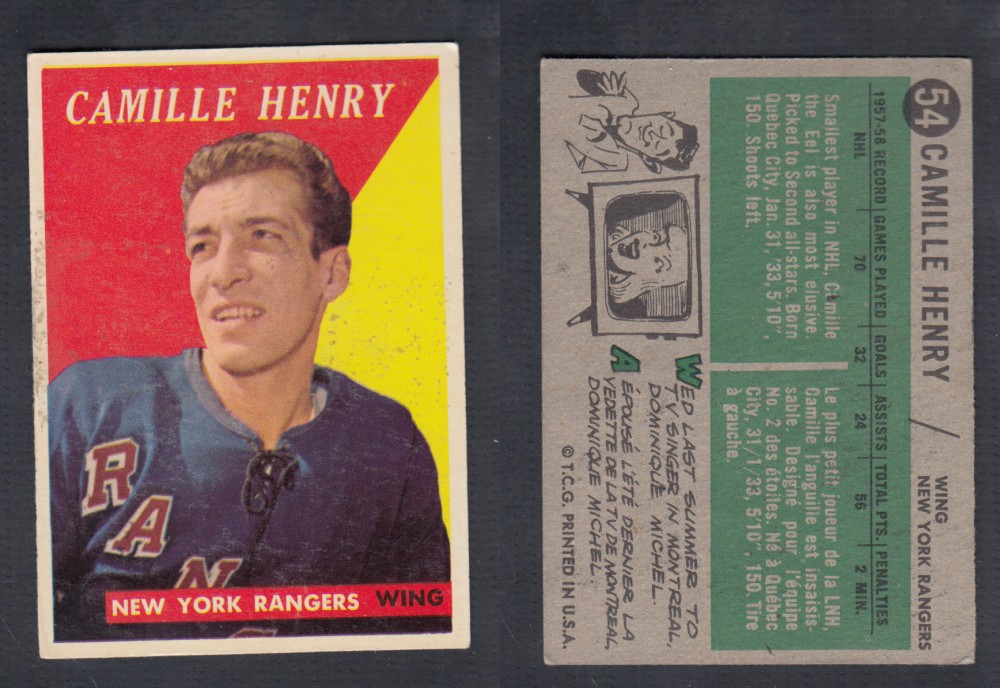 CAMILLE HENRY
RAN
NEW YORK RANGERS WING
54 CAMILLE HENRY
WING
NEW YORK RANGERS
1957-58 RECORD GAMES PLAYED GOALS ASSISTS TOTAL PTS. PENALTIES
NHL 70 32 24 56 2 MIN.
Smallest player in NHL. Camille
the Eel is also most elusive.
Picked to Second all-stars. Born
Quebec City, Jan. 31, '33, 5'10",
150. Shoots left.
Le plus petit joueur de la LNH,
Camille l'anguille est insaisis-
sable. Designé pour l'équipe
No. 2 des étoiles. Né à Québec
City, 31/1/33, 5'10", 150. Tire
à gauche.
WED LAST SUMMER TO
TV SINGER IN MONTREAL,
DOMINIQUE MICHEL.
A ÉPOUSÉ L'ÉTÉ DERNIER LA
VEDETTE DE LA TV DE MONTREAL,
DOMINIQUE MICHEL.
© T.C.G. PRINTED IN U.S.A.